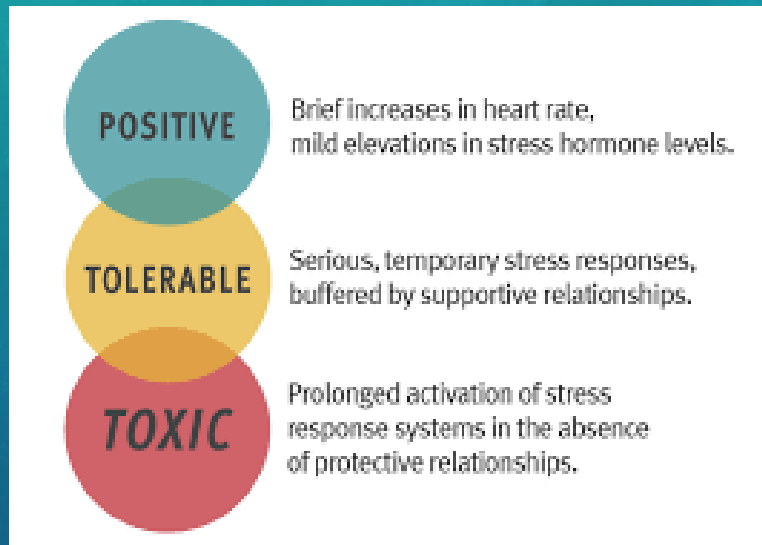 POSITIVE
Brief increases in heart rate,
mild elevations in stress hormone levels.
TOLERABLE
Serious, temporary stress responses,
buffered by supportive relationships.
TOXIC
Prolonged activation of stress
response systems in the absence
of protective relationships.